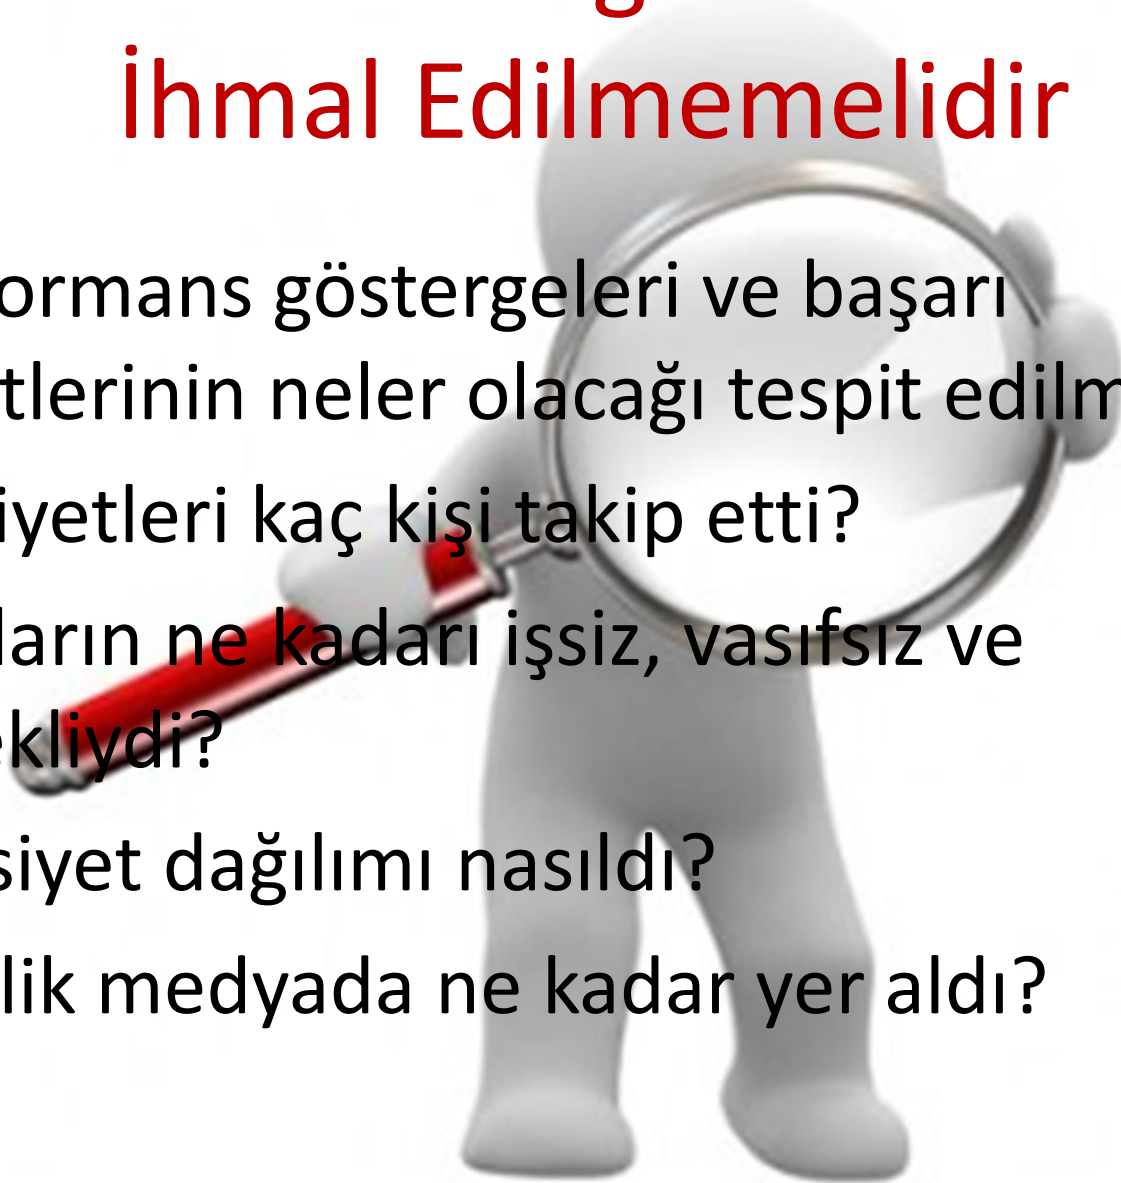 İhmal Edilmemelidir
ormans göstergeleri ve başarı
tlerinin neler olacağı tespit edilm
iyetleri kaç kişi takip etti?
ların ne kadarı işsiz, vasıfsız ve
ekliydi?
siyet dağılımı nasıldı?
lik medyada ne kadar yer aldı?